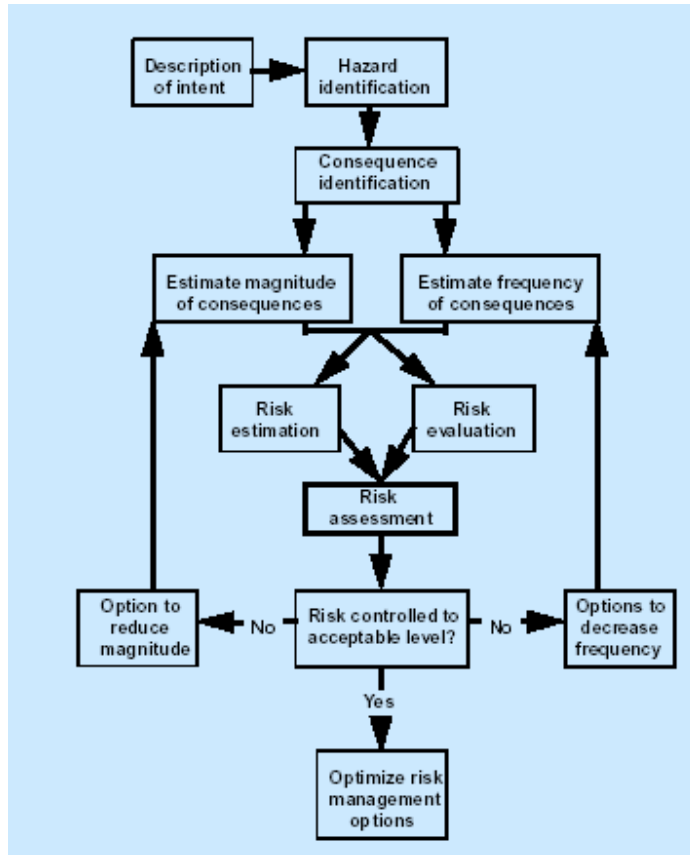 Description
of intent
Hazard
identification
Consequence
identification
Estimate magnitude
of consequences
Estimate frequency
of consequences
Risk
estimation
Risk
evaluation
Risk
assessment
Option to
reduce
magnitude
No
Risk controlled to
acceptable level?
No
Options to
decrease
frequency
Yes
Optimize risk
management
options